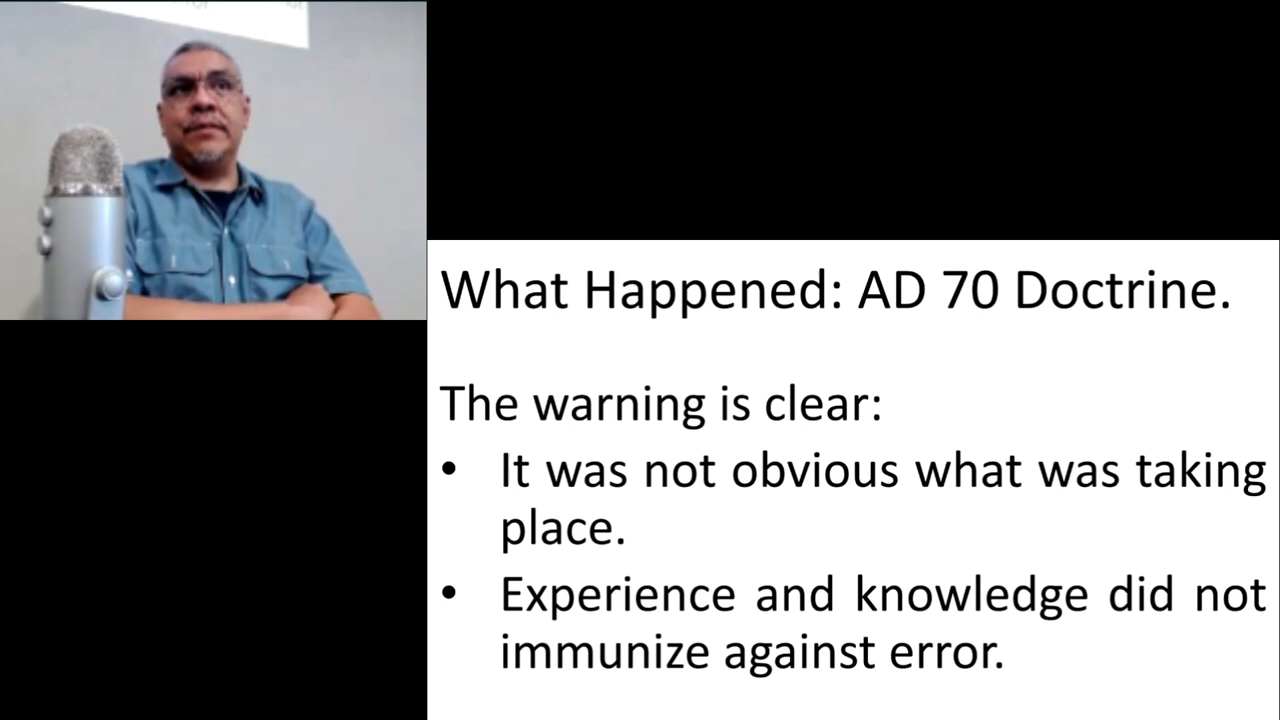 What Happened: AD 70 Doctrine.
The warning is clear:
• It was not obvious what was taking
place.
• Experience and knowledge did not
immunize against error.